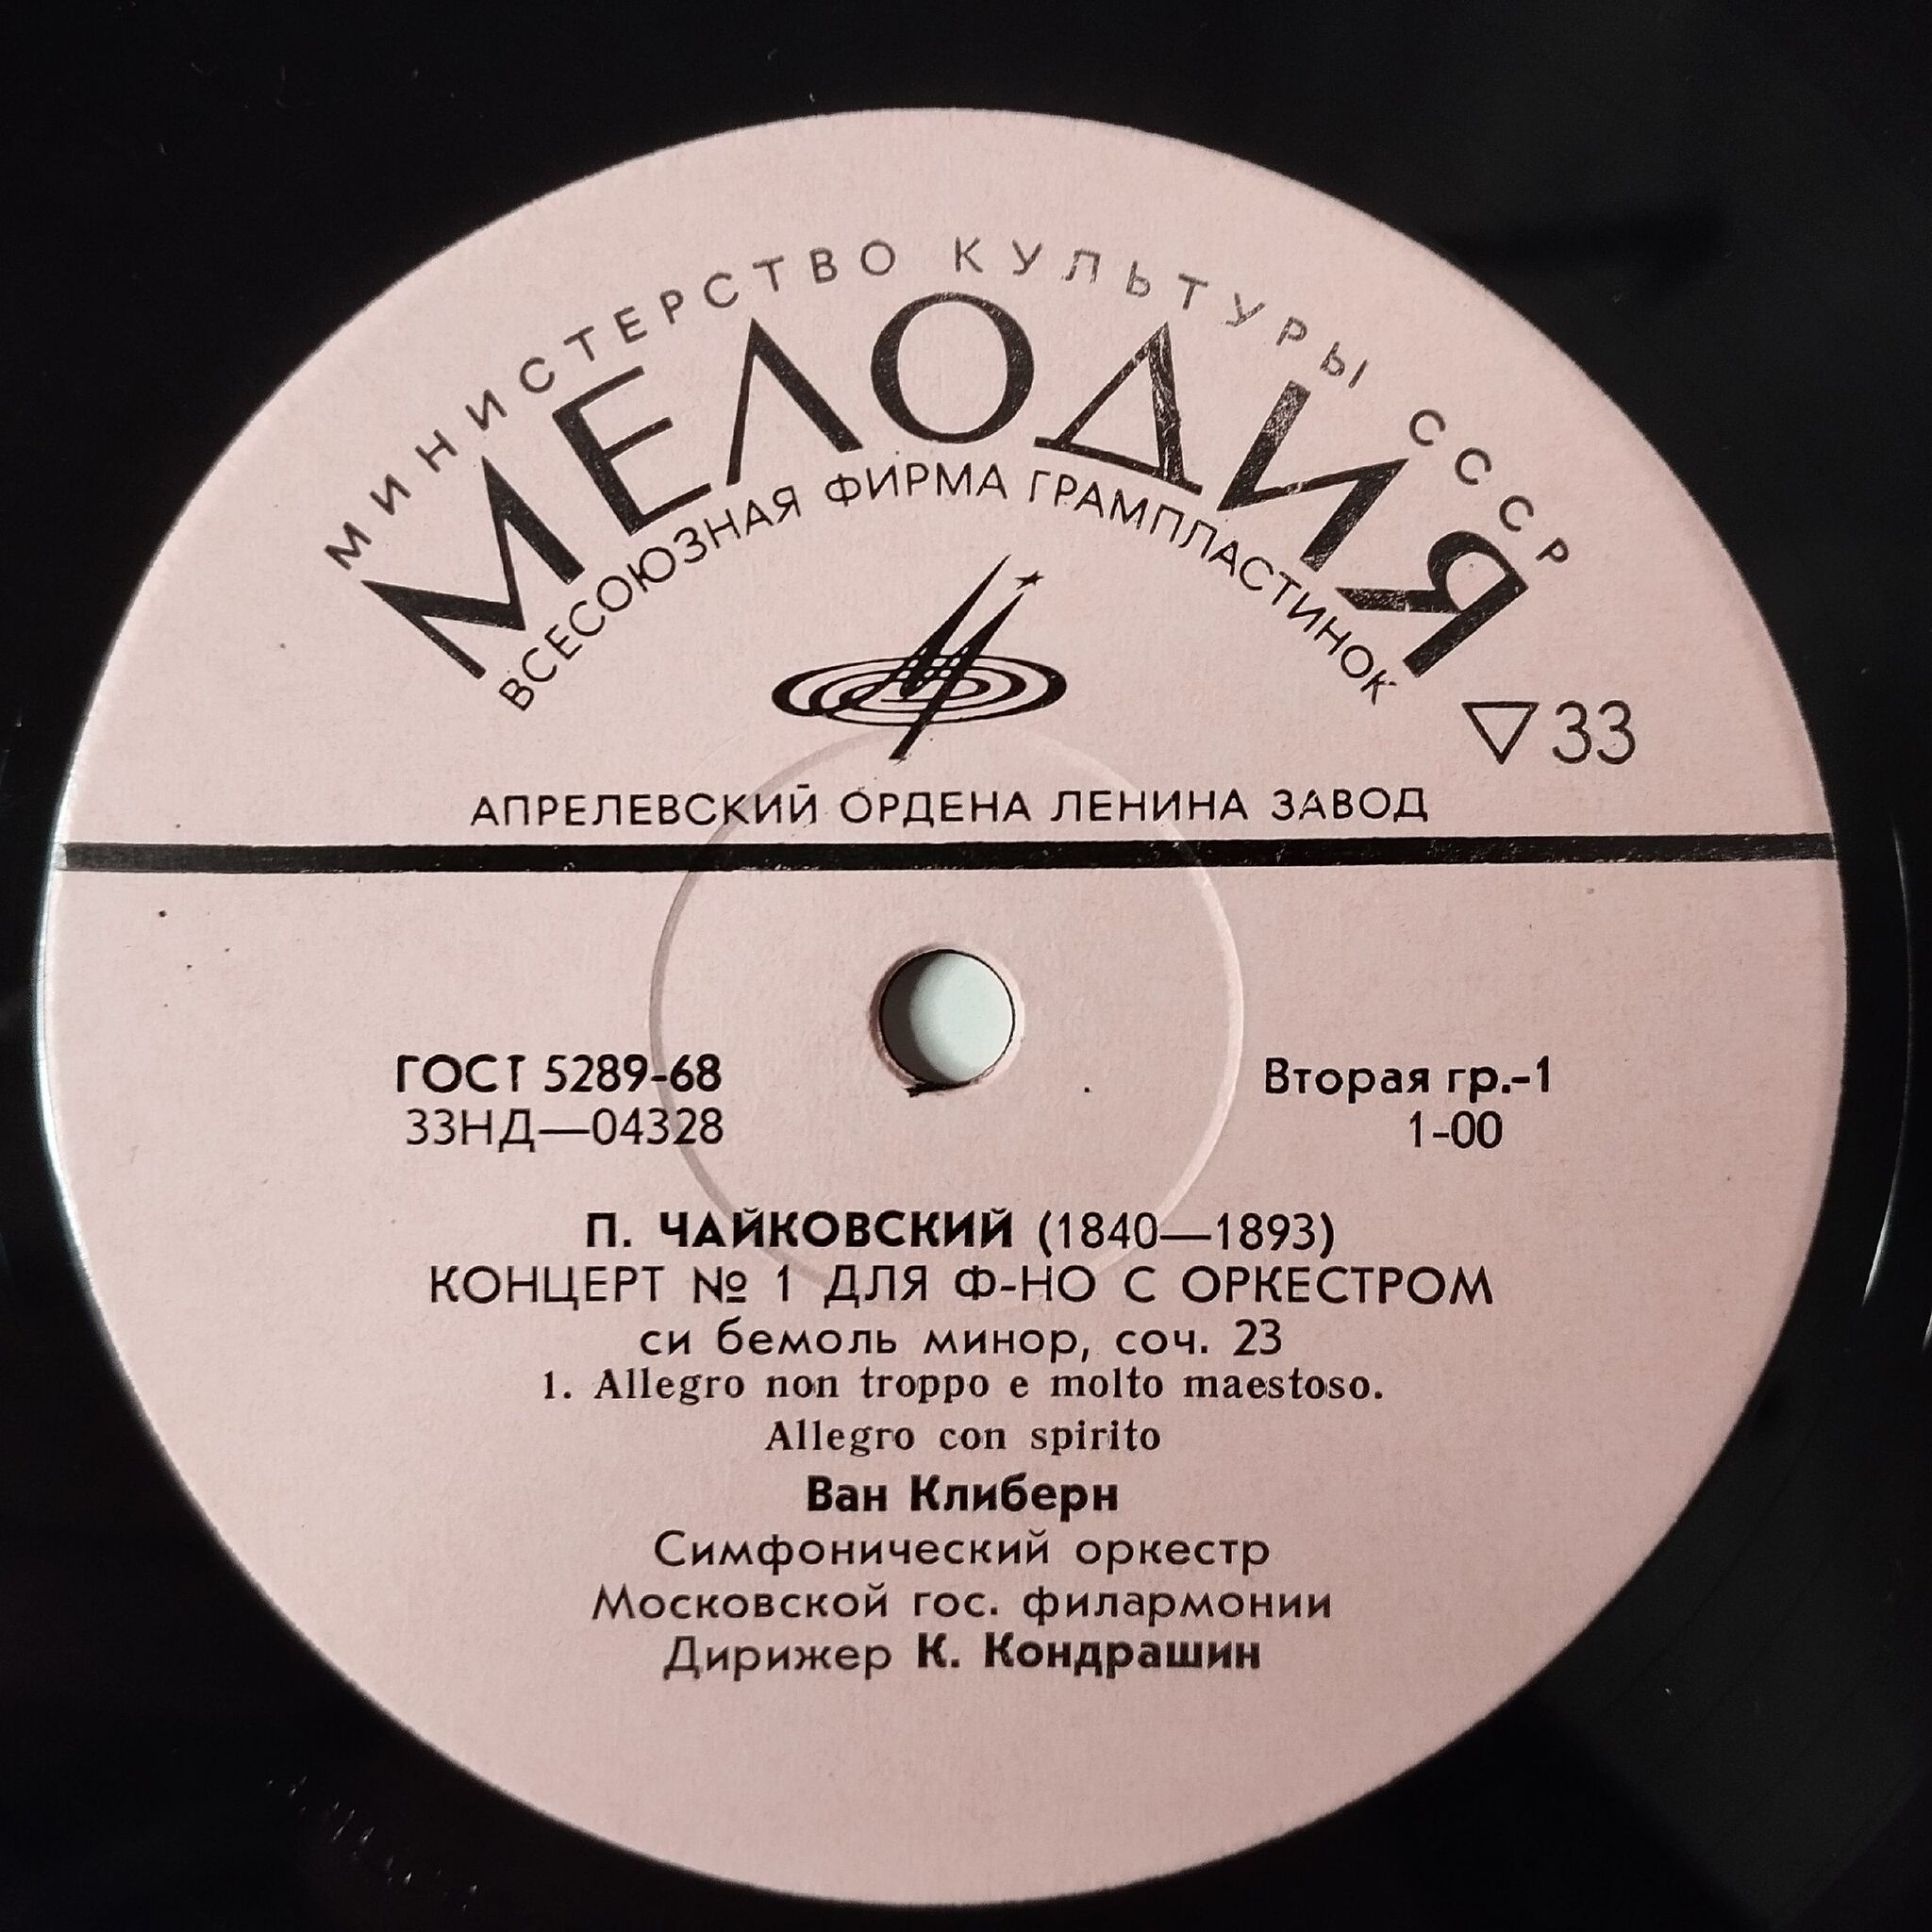 МИНИСТЕРСТВО КУЛЬТУРЫ СССР
МЕЛОДИЯ
ВСЕСОЮЗНАЯ ФИРМА ГРАМПЛАСТИНОК
33
АПРЕЛЕВСКИЙ ОРДЕНА ЛЕНИНА ЗАВОД
ГОСТ 5289-68
Вторая гр.-1
33НД—04328
1-00
П. ЧАЙКОВСКИЙ (1840—1893)
КОНЦЕРТ № 1 ДЛЯ Ф-НО С ОРКЕСТРОМ
си бемоль минор, соч. 23
1. Allegro non troppo e molto maestoso.
Allegro con spirito
Ван Клиберн
Симфонический оркестр
Московской гос. филармонии
Дирижер К. Кондрашин